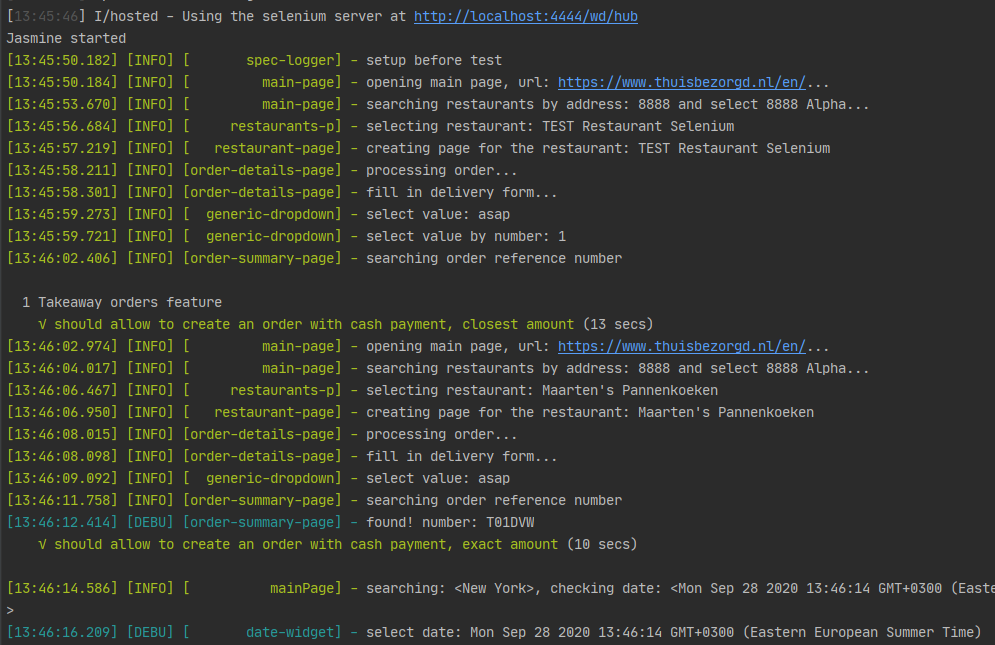 [13:45:46] I/hosted - Using the selenium server at http://localhost:4444/wd/hub
Jasmine started
[13:45:50.182] [INFO] [       spec-logger] - setup before test
[13:45:50.184] [INFO] [         main-page] - opening main page, url: https://www.thuisbezorgd.nl/en/...
[13:45:53.670] [INFO] [         main-page] - searching restaurants by address: 8888 and select 8888 Alpha...
[13:45:56.684] [INFO] [     restaurants-p] - selecting restaurant: TEST Restaurant Selenium
[13:45:57.219] [INFO] [   restaurant-page] - creating page for the restaurant: TEST Restaurant Selenium
[13:45:58.211] [INFO] [order-details-page] - processing order...
[13:45:58.301] [INFO] [order-details-page] - fill in delivery form...
[13:45:59.273] [INFO] [  generic-dropdown] - select value: asap
[13:45:59.721] [INFO] [  generic-dropdown] - select value by number: 1
[13:46:02.406] [INFO] [order-summary-page] - searching order reference number
1 Takeaway orders feature
√ should allow to create an order with cash payment, closest amount (13 secs)
[13:46:02.974] [INFO] [         main-page] - opening main page, url: https://www.thuisbezorgd.nl/en/...
[13:46:04.017] [INFO] [         main-page] - searching restaurants by address: 8888 and select 8888 Alpha...
[13:46:06.467] [INFO] [     restaurants-p] - selecting restaurant: Maarten's Pannenkoeken
[13:46:06.950] [INFO] [   restaurant-page] - creating page for the restaurant: Maarten's Pannenkoeken
[13:46:08.015] [INFO] [order-details-page] - processing order...
[13:46:08.098] [INFO] [order-details-page] - fill in delivery form...
[13:46:09.092] [INFO] [  generic-dropdown] - select value: asap
[13:46:11.758] [INFO] [order-summary-page] - searching order reference number
[13:46:12.414] [DEBU] [order-summary-page] - found! number: T01DVW
√ should allow to create an order with cash payment, exact amount (10 secs)
[13:46:14.586] [INFO] [          mainPage] - searching: <New York>, checking date: <Mon Sep 28 2020 13:46:14 GMT+0300 (Easte
>
[13:46:16.209] [DEBU] [       date-widget] - select date: Mon Sep 28 2020 13:46:14 GMT+0300 (Eastern European Summer Time)